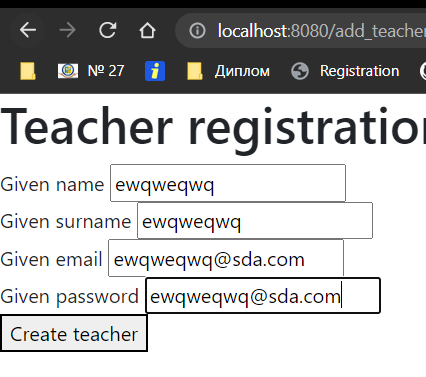 localhost:8080/add_teacher
№ 27 Диплом Registration
Teacher registration
Given name ewqweqwq
Given surname ewqweqwq
Given email ewqweqwq@sda.com
Given password ewqweqwq@sda.com
Create teacher